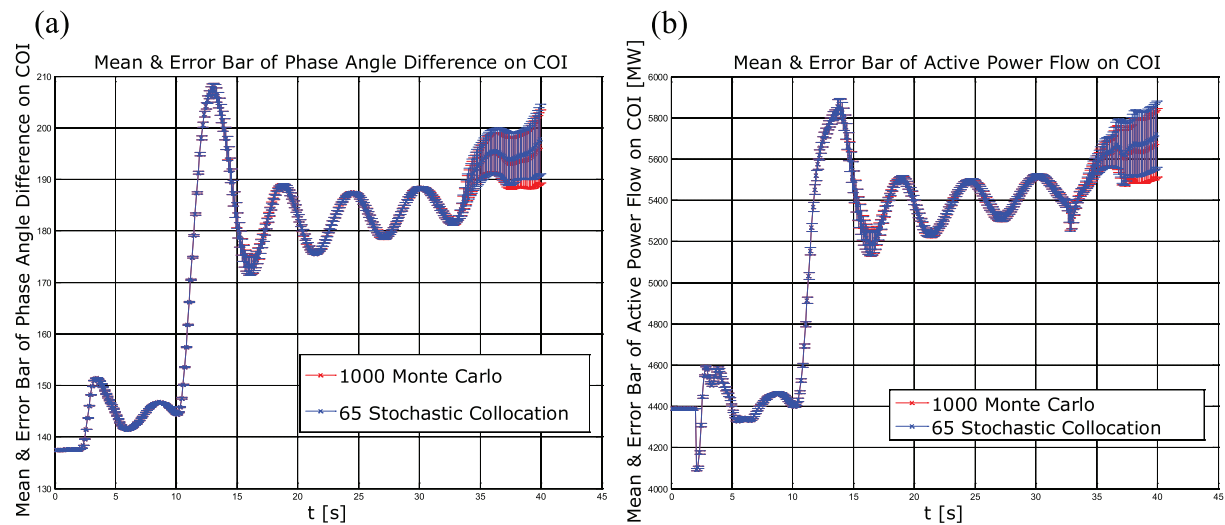 (a)
Mean & Error Bar of Phase Angle Difference on COI
Mean & Error Bar of Phase Angle Difference on COI
210
200
190
180
170
160
150
140
130
0 5 10 15 20 25 30 35 40 45
t [s]
1000 Monte Carlo
65 Stochastic Collocation
(b)
Mean & Error Bar of Active Power Flow on COI
Mean & Error Bar of Active Power Flow on COI [MW]
6000
5800
5600
5400
5200
5000
4800
4600
4400
4200
4000
0 5 10 15 20 25 30 35 40 45
t [s]
1000 Monte Carlo
65 Stochastic Collocation